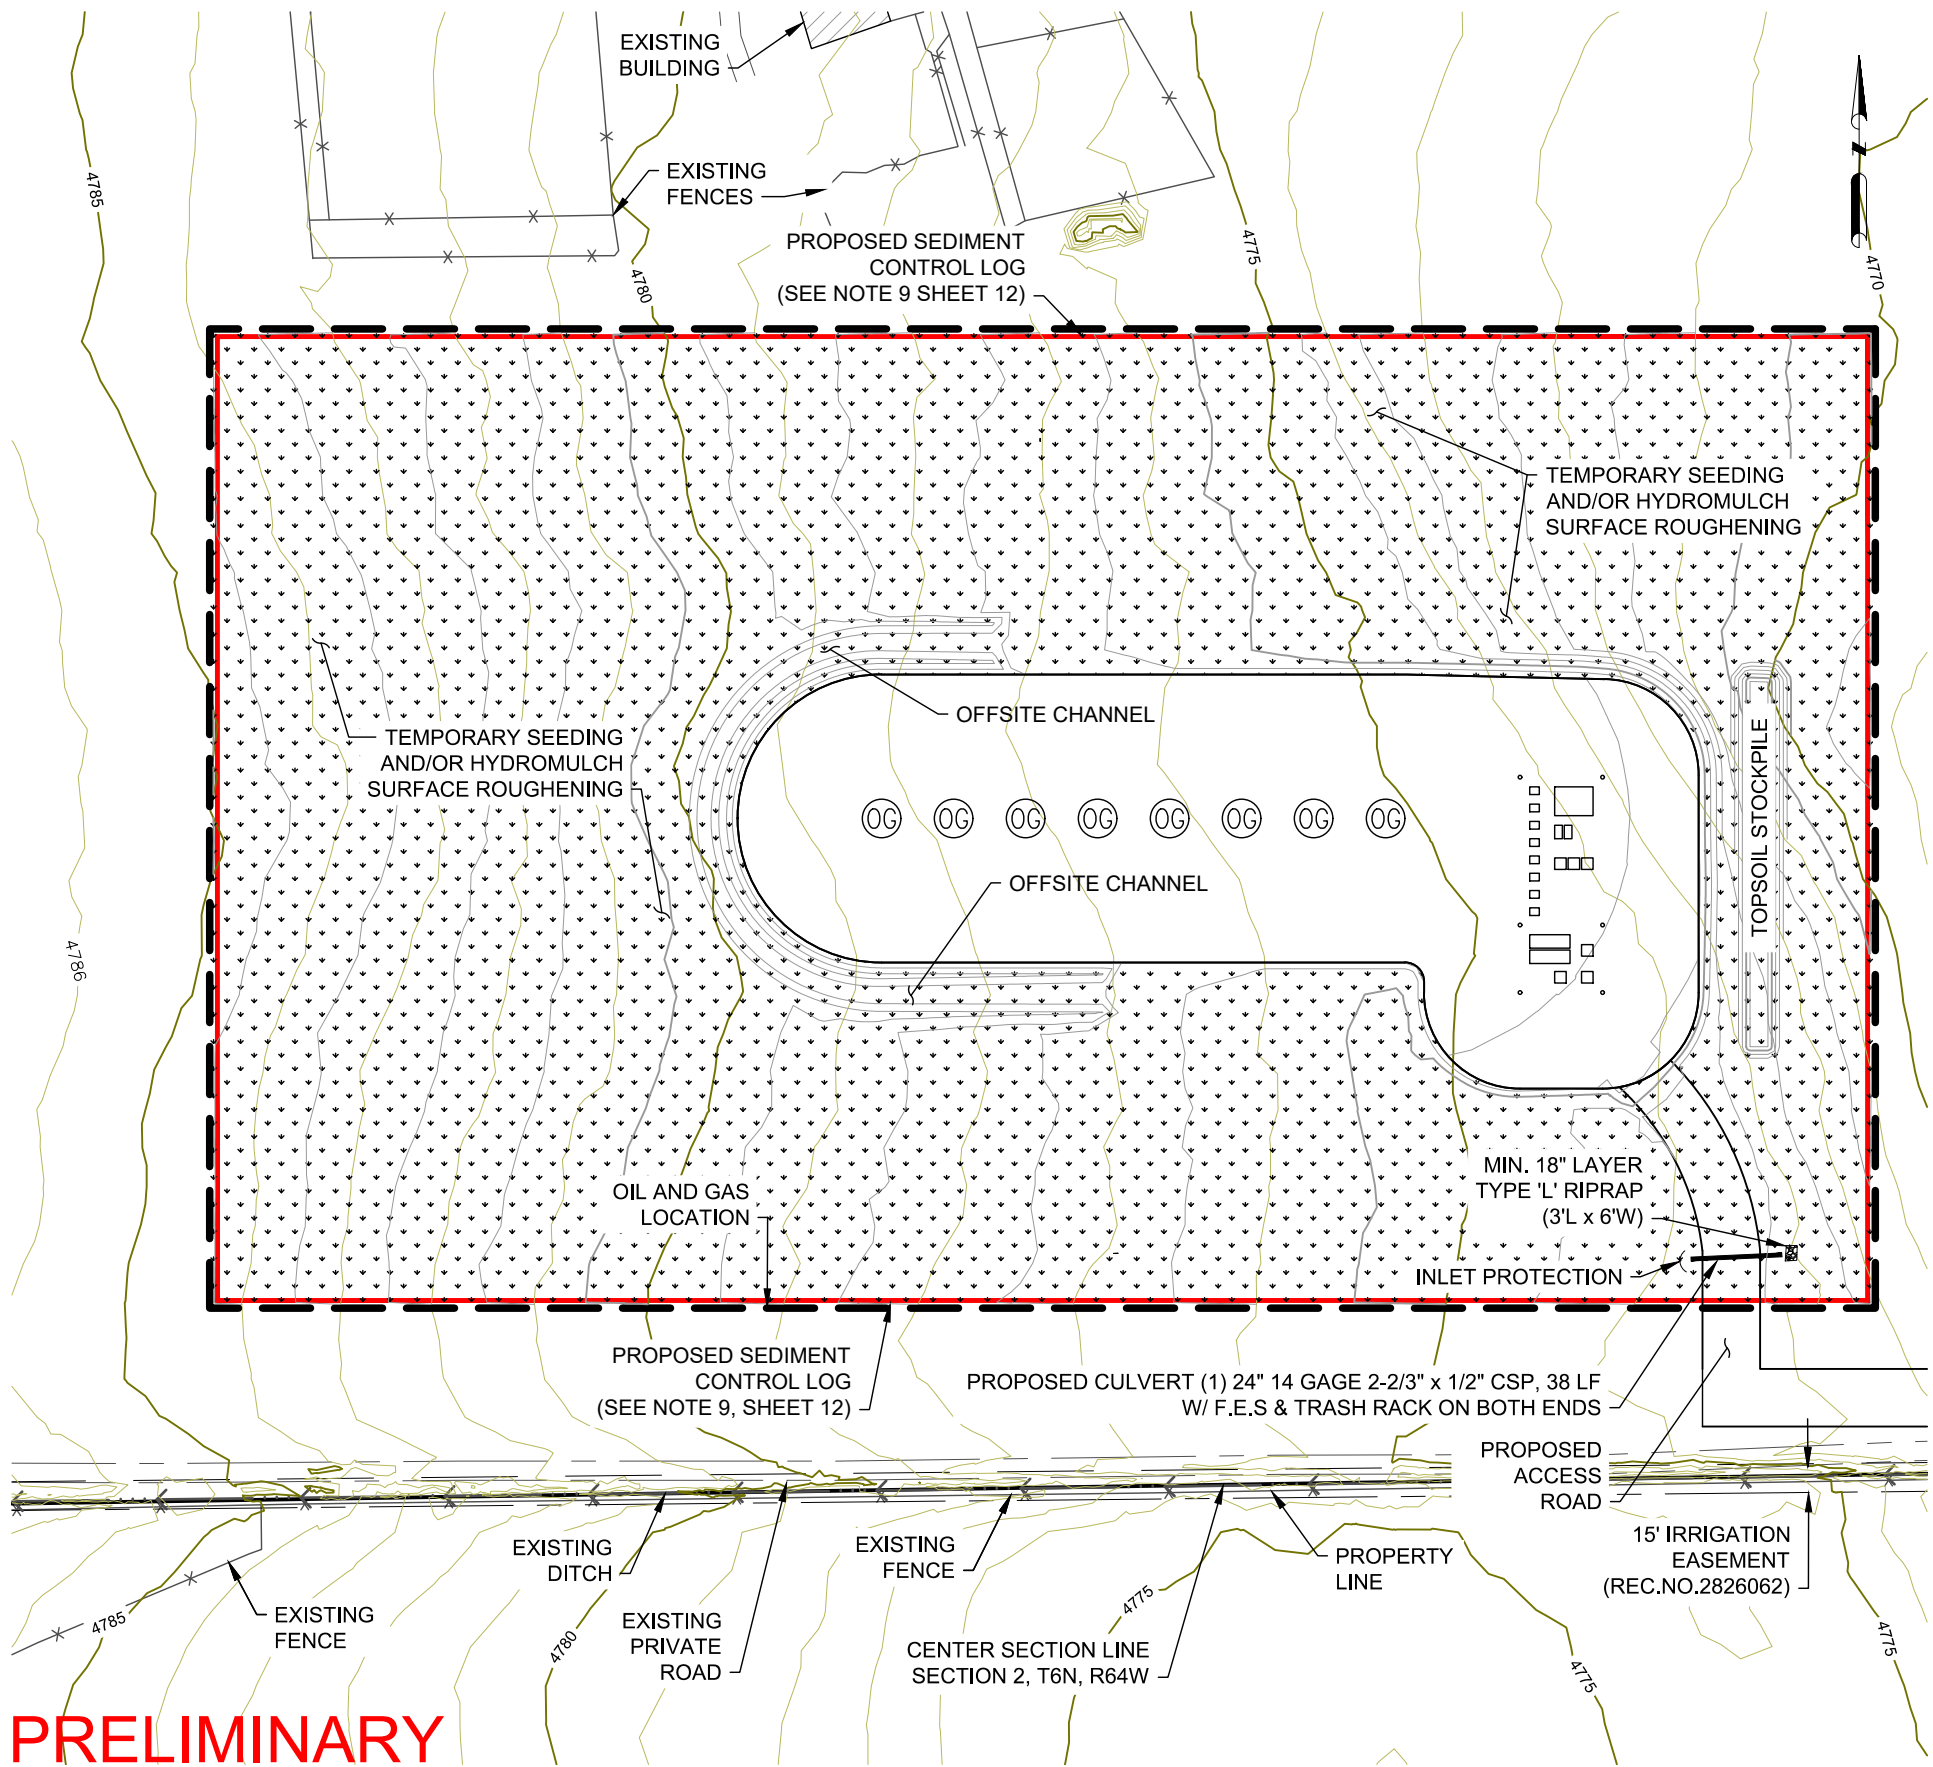 EXISTING
BUILDING
4785
EXISTING
FENCES
PROPOSED SEDIMENT
CONTROL LOG
(SEE NOTE 9 SHEET 12)
4780
4775
4770
N
TEMPORARY SEEDING
AND/OR HYDROMULCH
SURFACE ROUGHENING
TEMPORARY SEEDING
AND/OR HYDROMULCH
SURFACE ROUGHENING
OFFSITE CHANNEL
OG OG OG OG OG OG OG OG
OFFSITE CHANNEL
TOPSOIL STOCKPILE
4786
OIL AND GAS
LOCATION
MIN. 18" LAYER
TYPE 'L' RIPRAP
(3'L x 6'W)
INLET PROTECTION
PROPOSED SEDIMENT
CONTROL LOG
(SEE NOTE 9, SHEET 12)
PROPOSED CULVERT (1) 24" 14 GAGE 2-2/3" x 1/2" CSP, 38 LF
W/ F.E.S & TRASH RACK ON BOTH ENDS
PROPOSED
ACCESS
ROAD
15' IRRIGATION
EASEMENT
(REC.NO.2826062)
EXISTING
DITCH
EXISTING
FENCE
PROPERTY
LINE
EXISTING
FENCE
4785
EXISTING
PRIVATE
ROAD
4780
CENTER SECTION LINE
SECTION 2, T6N, R64W
4775
4775
4775
PRELIMINARY